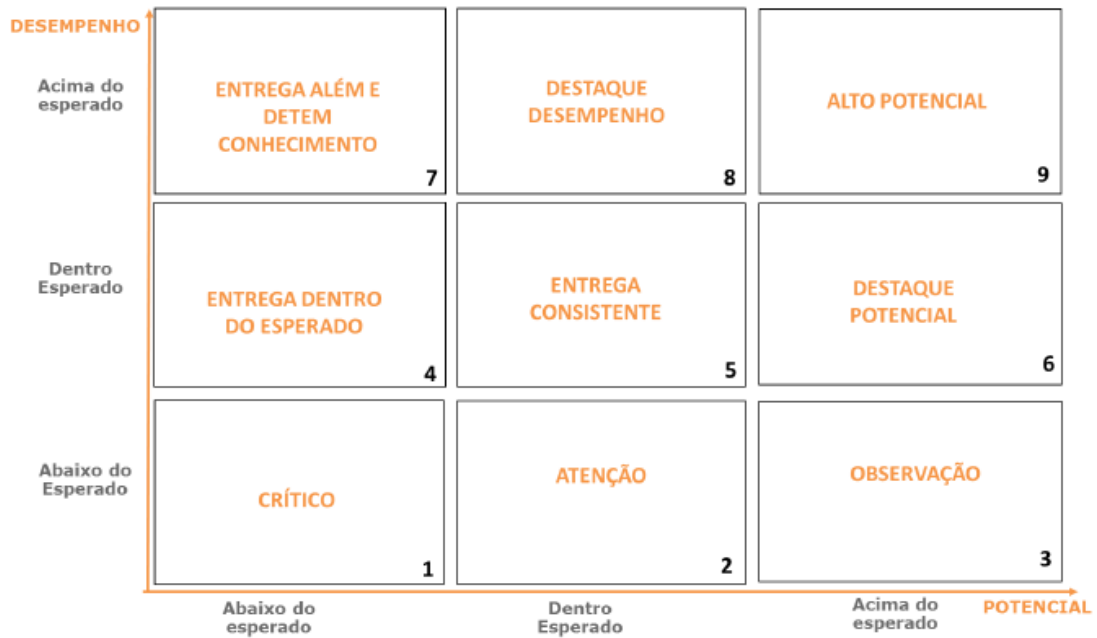 DESEMPENHO
Acima do
esperado
ENTREGA ALÉM E
DETEM
CONHECIMENTO
7
DESTAQUE
DESEMPENHO
8
ALTO POTENCIAL
9
Dentro
Esperado
ENTREGA DENTRO
DO ESPERADO
4
ENTREGA
CONSISTENTE
5
DESTAQUE
POTENCIAL
6
Abaixo do
Esperado
CRÍTICO
1
ATENÇÃO
2
OBSERVAÇÃO
3
Abaixo do
esperado
Dentro
Esperado
Acima do
esperado
POTENCIAL